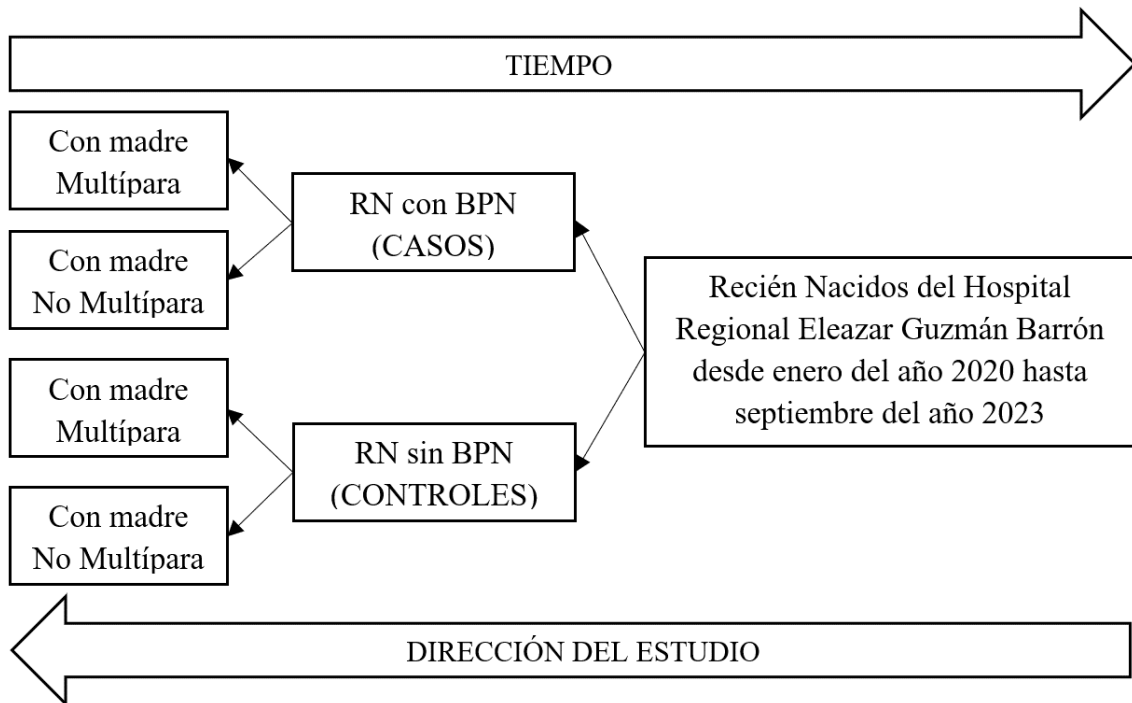 TIEMPO
Con madre
Multípara
Con madre
No Multípara
Con madre
Multípara
Con madre
No Multípara
RN con BPN
(CASOS)
RN sin BPN
(CONTROLES)
Recién Nacidos del Hospital
Regional Eleazar Guzmán Barrón
desde enero del año 2020 hasta
septiembre del año 2023
DIRECCIÓN DEL ESTUDIO